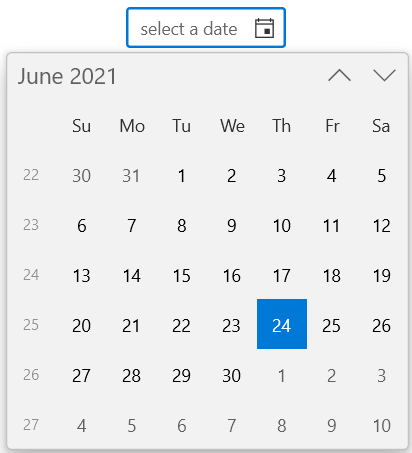 select a date
June 2021
Su Mo Tu We Th Fr Sa
22 30 31 1 2 3 4 5
23 6 7 8 9 10 11 12
24 13 14 15 16 17 18 19
25 20 21 22 23 24 25 26
26 27 28 29 30 1 2 3
27 4 5 6 7 8 9 10